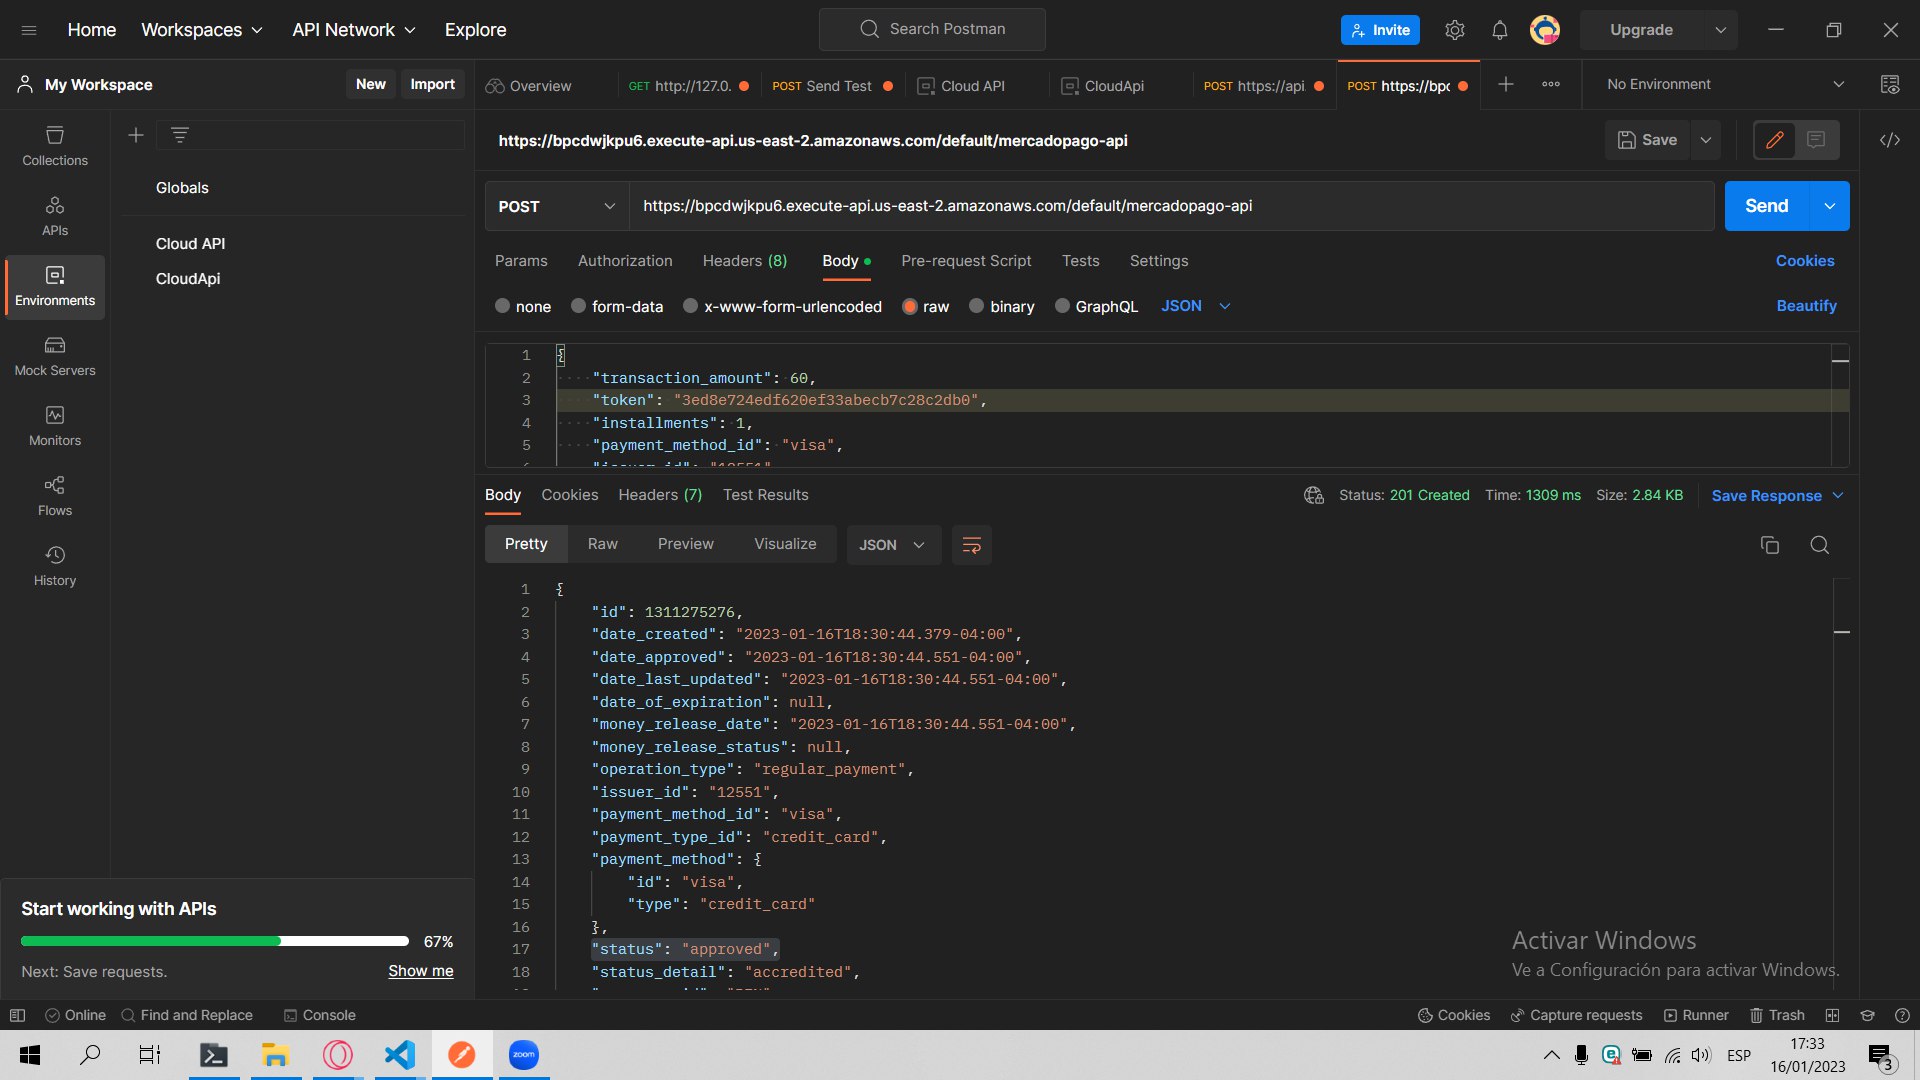 Home
Workspaces
API Network
Explore
Search Postman
Invite
Upgrade
My Workspace
New
Import
Overview
GET http://127.0.
POST Send Test
Cloud API
CloudApi
POST https://api.
POST https://bpc
No Environment
Collections
APIs
Environments
Mock Servers
Monitors
Flows
History
Globals
Cloud API
CloudApi
https://bpcdwjkpu6.execute-api.us-east-2.amazonaws.com/default/mercadopago-api
Save
POST
https://bpcdwjkpu6.execute-api.us-east-2.amazonaws.com/default/mercadopago-api
Send
Params
Authorization
Headers (8)
Body
Pre-request Script
Tests
Settings
Cookies
none
form-data
x-www-form-urlencoded
raw
binary
GraphQL
JSON
Beautify
1 {
2 "transaction_amount": 60,
3 "token": "3ed8e724edf620ef33abecb7c28c2db0",
4 "installments": 1,
5 "payment_method_id": "visa",
Body
Cookies
Headers (7)
Test Results
Status: 201 Created
Time: 1309 ms
Size: 2.84 KB
Save Response
Pretty
Raw
Preview
Visualize
JSON
1 {
2 "id": 1311275276,
3 "date_created": "2023-01-16T18:30:44.379-04:00",
4 "date_approved": "2023-01-16T18:30:44.551-04:00",
5 "date_last_updated": "2023-01-16T18:30:44.551-04:00",
6 "date_of_expiration": null,
7 "money_release_date": "2023-01-16T18:30:44.551-04:00",
8 "money_release_status": null,
9 "operation_type": "regular_payment",
10 "issuer_id": "12551",
11 "payment_method_id": "visa",
12 "payment_type_id": "credit_card",
13 "payment_method": {
14 "id": "visa",
15 "type": "credit_card"
16 },
17 "status": "approved",
18 "status_detail": "accredited",
Start working with APIs
67%
Next: Save requests.
Show me
Activar Windows
Ve a Configuración para activar Windows.
Online
Find and Replace
Console
Cookies
Capture requests
Runner
Trash
zoom
ESP
17:33
16/01/2023
3